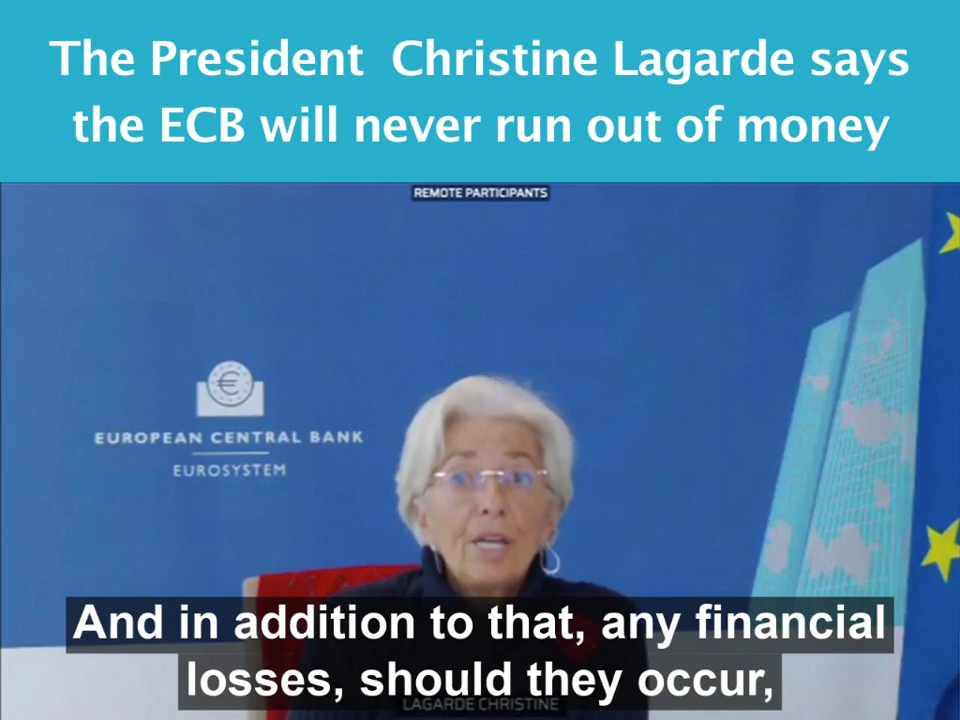 The President  Christine Lagarde says
the ECB will never run out of money
REMOTE PARTICIPANTS
EUROPEAN CENTRAL BANK
EUROSYSTEM
And in addition to that, any financial
losses, should they occur,
LAGARDE CHRISTINE